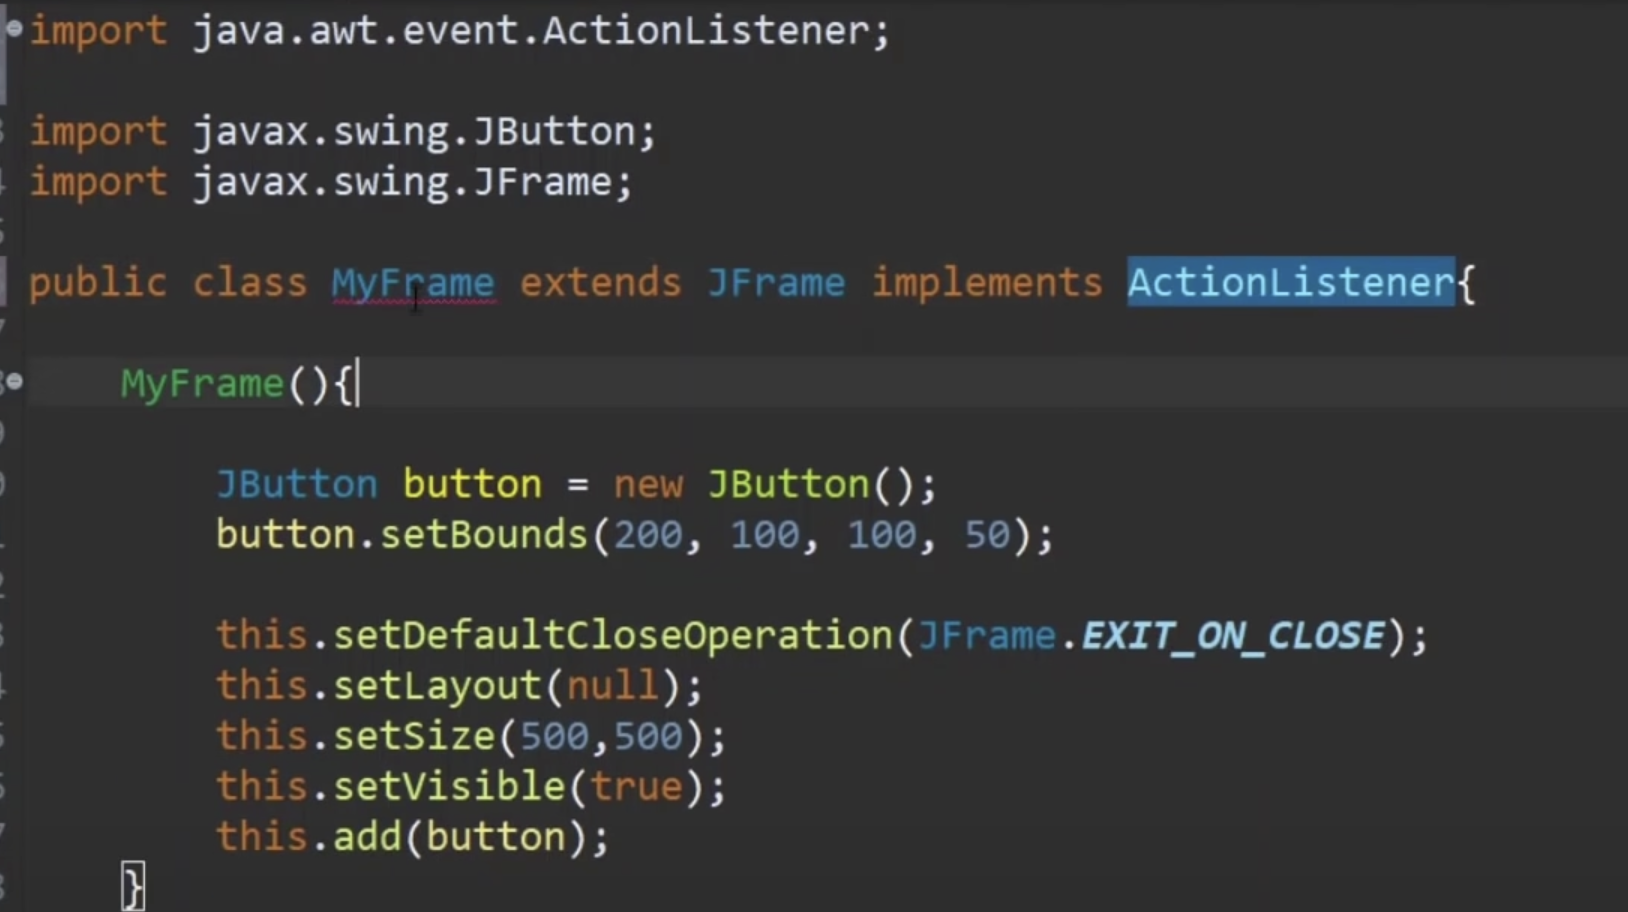 import java.awt.event.ActionListener;
import javax.swing.JButton;
import javax.swing.JFrame;
public class MyFrame extends JFrame implements ActionListener{
MyFrame(){
JButton button = new JButton();
button.setBounds(200, 100, 100, 50);
this.setDefaultCloseOperation(JFrame.EXIT_ON_CLOSE);
this.setLayout(null);
this.setSize(500,500);
this.setVisible(true);
this.add(button);
}